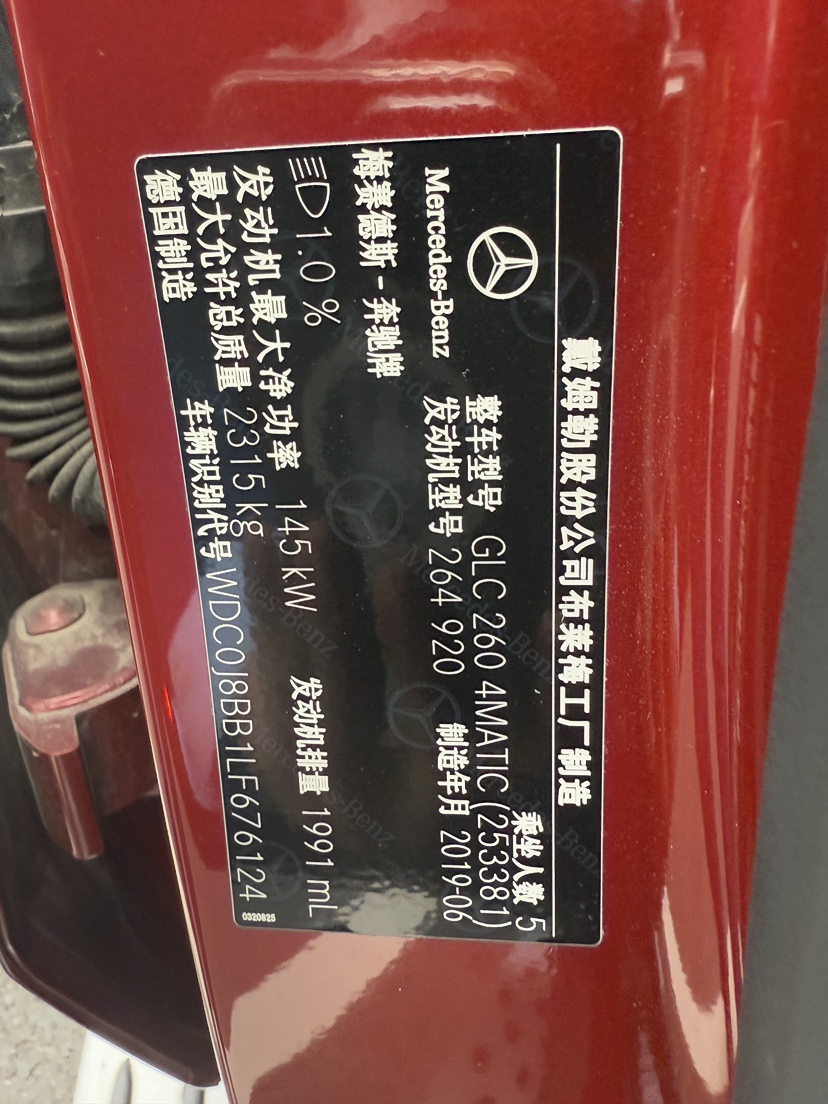 戴姆勒股份公司布莱梅工厂制造
乘坐人数 5
Mercedes-Benz
整车型号 GLC 260 4MATIC (253381)
发动机型号 264 920
制造年月 2019-06
梅赛德斯-奔驰牌
1.0 %
发动机排量 1991 mL
发动机最大净功率 145 kW
最大允许总质量 2315 kg
德国制造
车辆识别代号 WDC0J8BB1LF676124
0320825